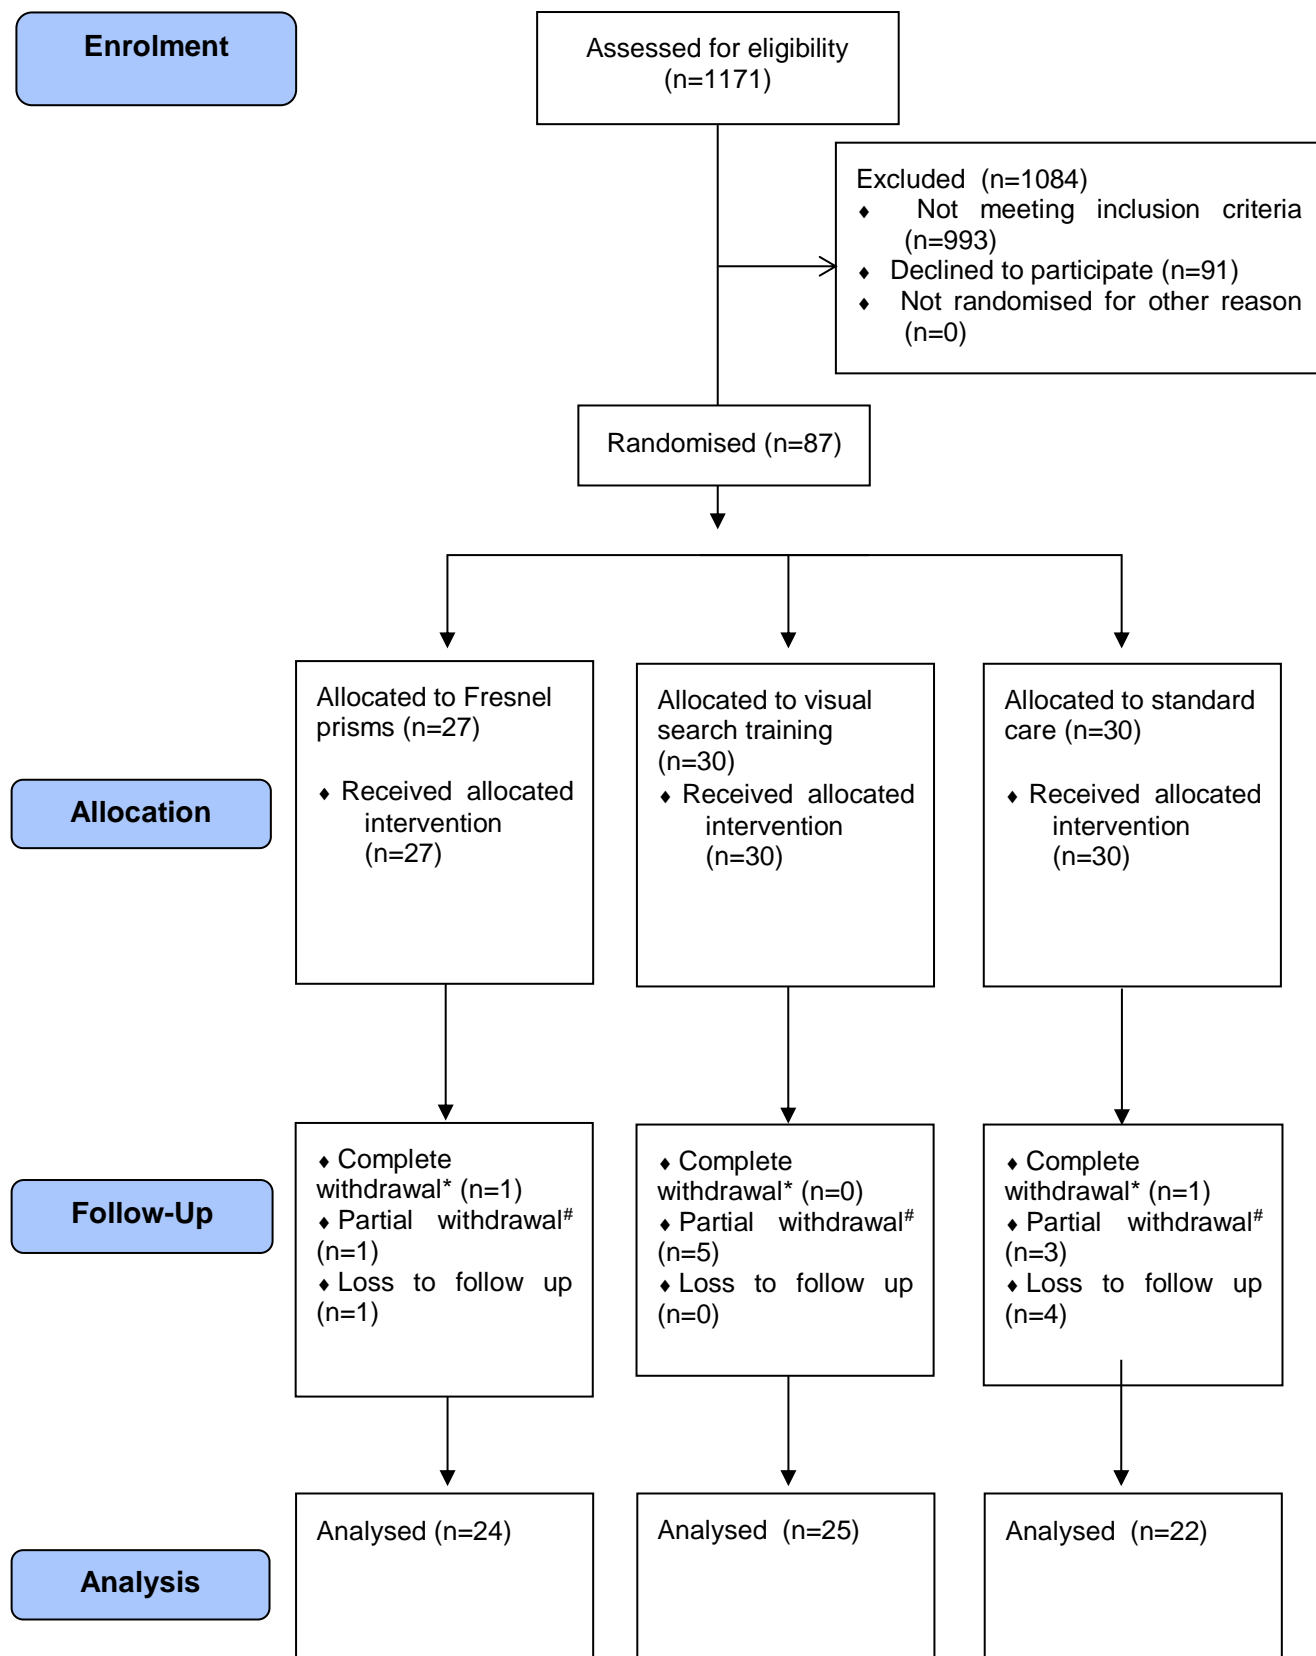 Enrolment
Assessed for eligibility
(n=1171)
Excluded (n=1084)
♦ Not meeting inclusion criteria
(n=993)
♦ Declined to participate (n=91)
♦ Not randomised for other reason
(n=0)
Randomised (n=87)
Allocation
Allocated to Fresnel
prisms (n=27)
♦ Received allocated
intervention
(n=27)
Allocated to visual
search training
(n=30)
♦ Received allocated
intervention
(n=30)
Allocated to standard
care (n=30)
♦ Received allocated
intervention
(n=30)
Follow-Up
♦ Complete
withdrawal* (n=1)
♦ Partial withdrawal#
(n=1)
♦ Loss to follow up
(n=1)
♦ Complete
withdrawal* (n=0)
♦ Partial withdrawal#
(n=5)
♦ Loss to follow up
(n=0)
♦ Complete
withdrawal* (n=1)
♦ Partial withdrawal#
(n=3)
♦ Loss to follow up
(n=4)
Analysis
Analysed (n=24)
Analysed (n=25)
Analysed (n=22)